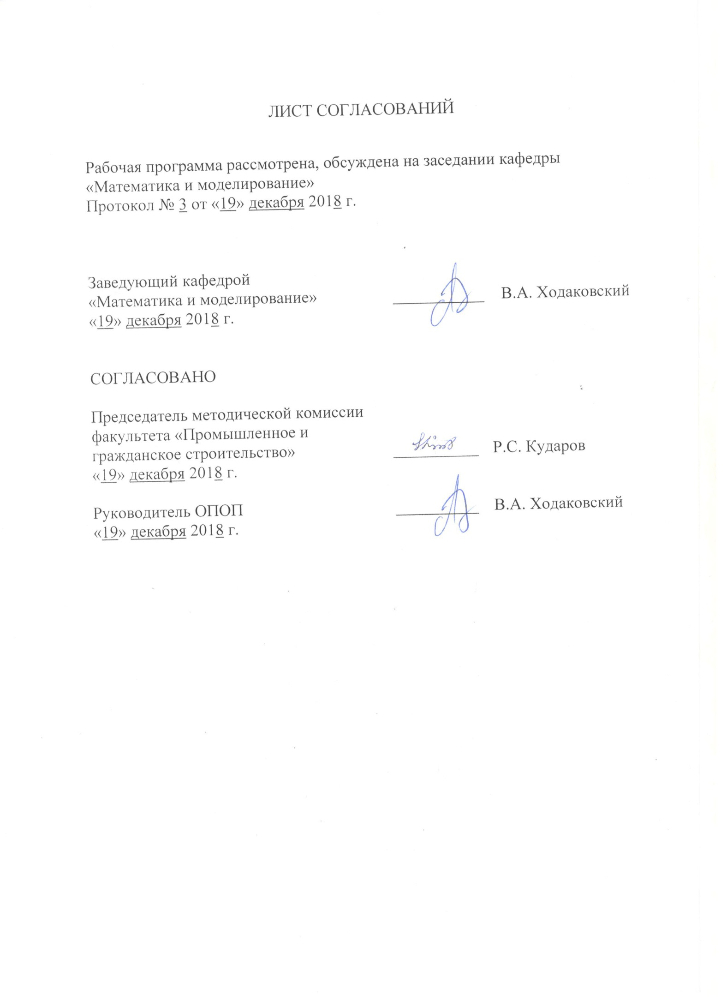 ЛИСТ СОГЛАСОВАНИЙ
Рабочая программа рассмотрена, обсуждена на заседании кафедры
«Математика и моделирование»
Протокол № 3 от «19» декабря 2018 г.
Заведующий кафедрой
«Математика и моделирование» В.А. Ходаковский
«19» декабря 2018 г.
СОГЛАСОВАНО
Председатель методической комиссии
факультета «Промышленное и
гражданское строительство» Р.С. Кударов
«19» декабря 2018 г.
Руководитель ОПОП В.А. Ходаковский
«19» декабря 2018 г.